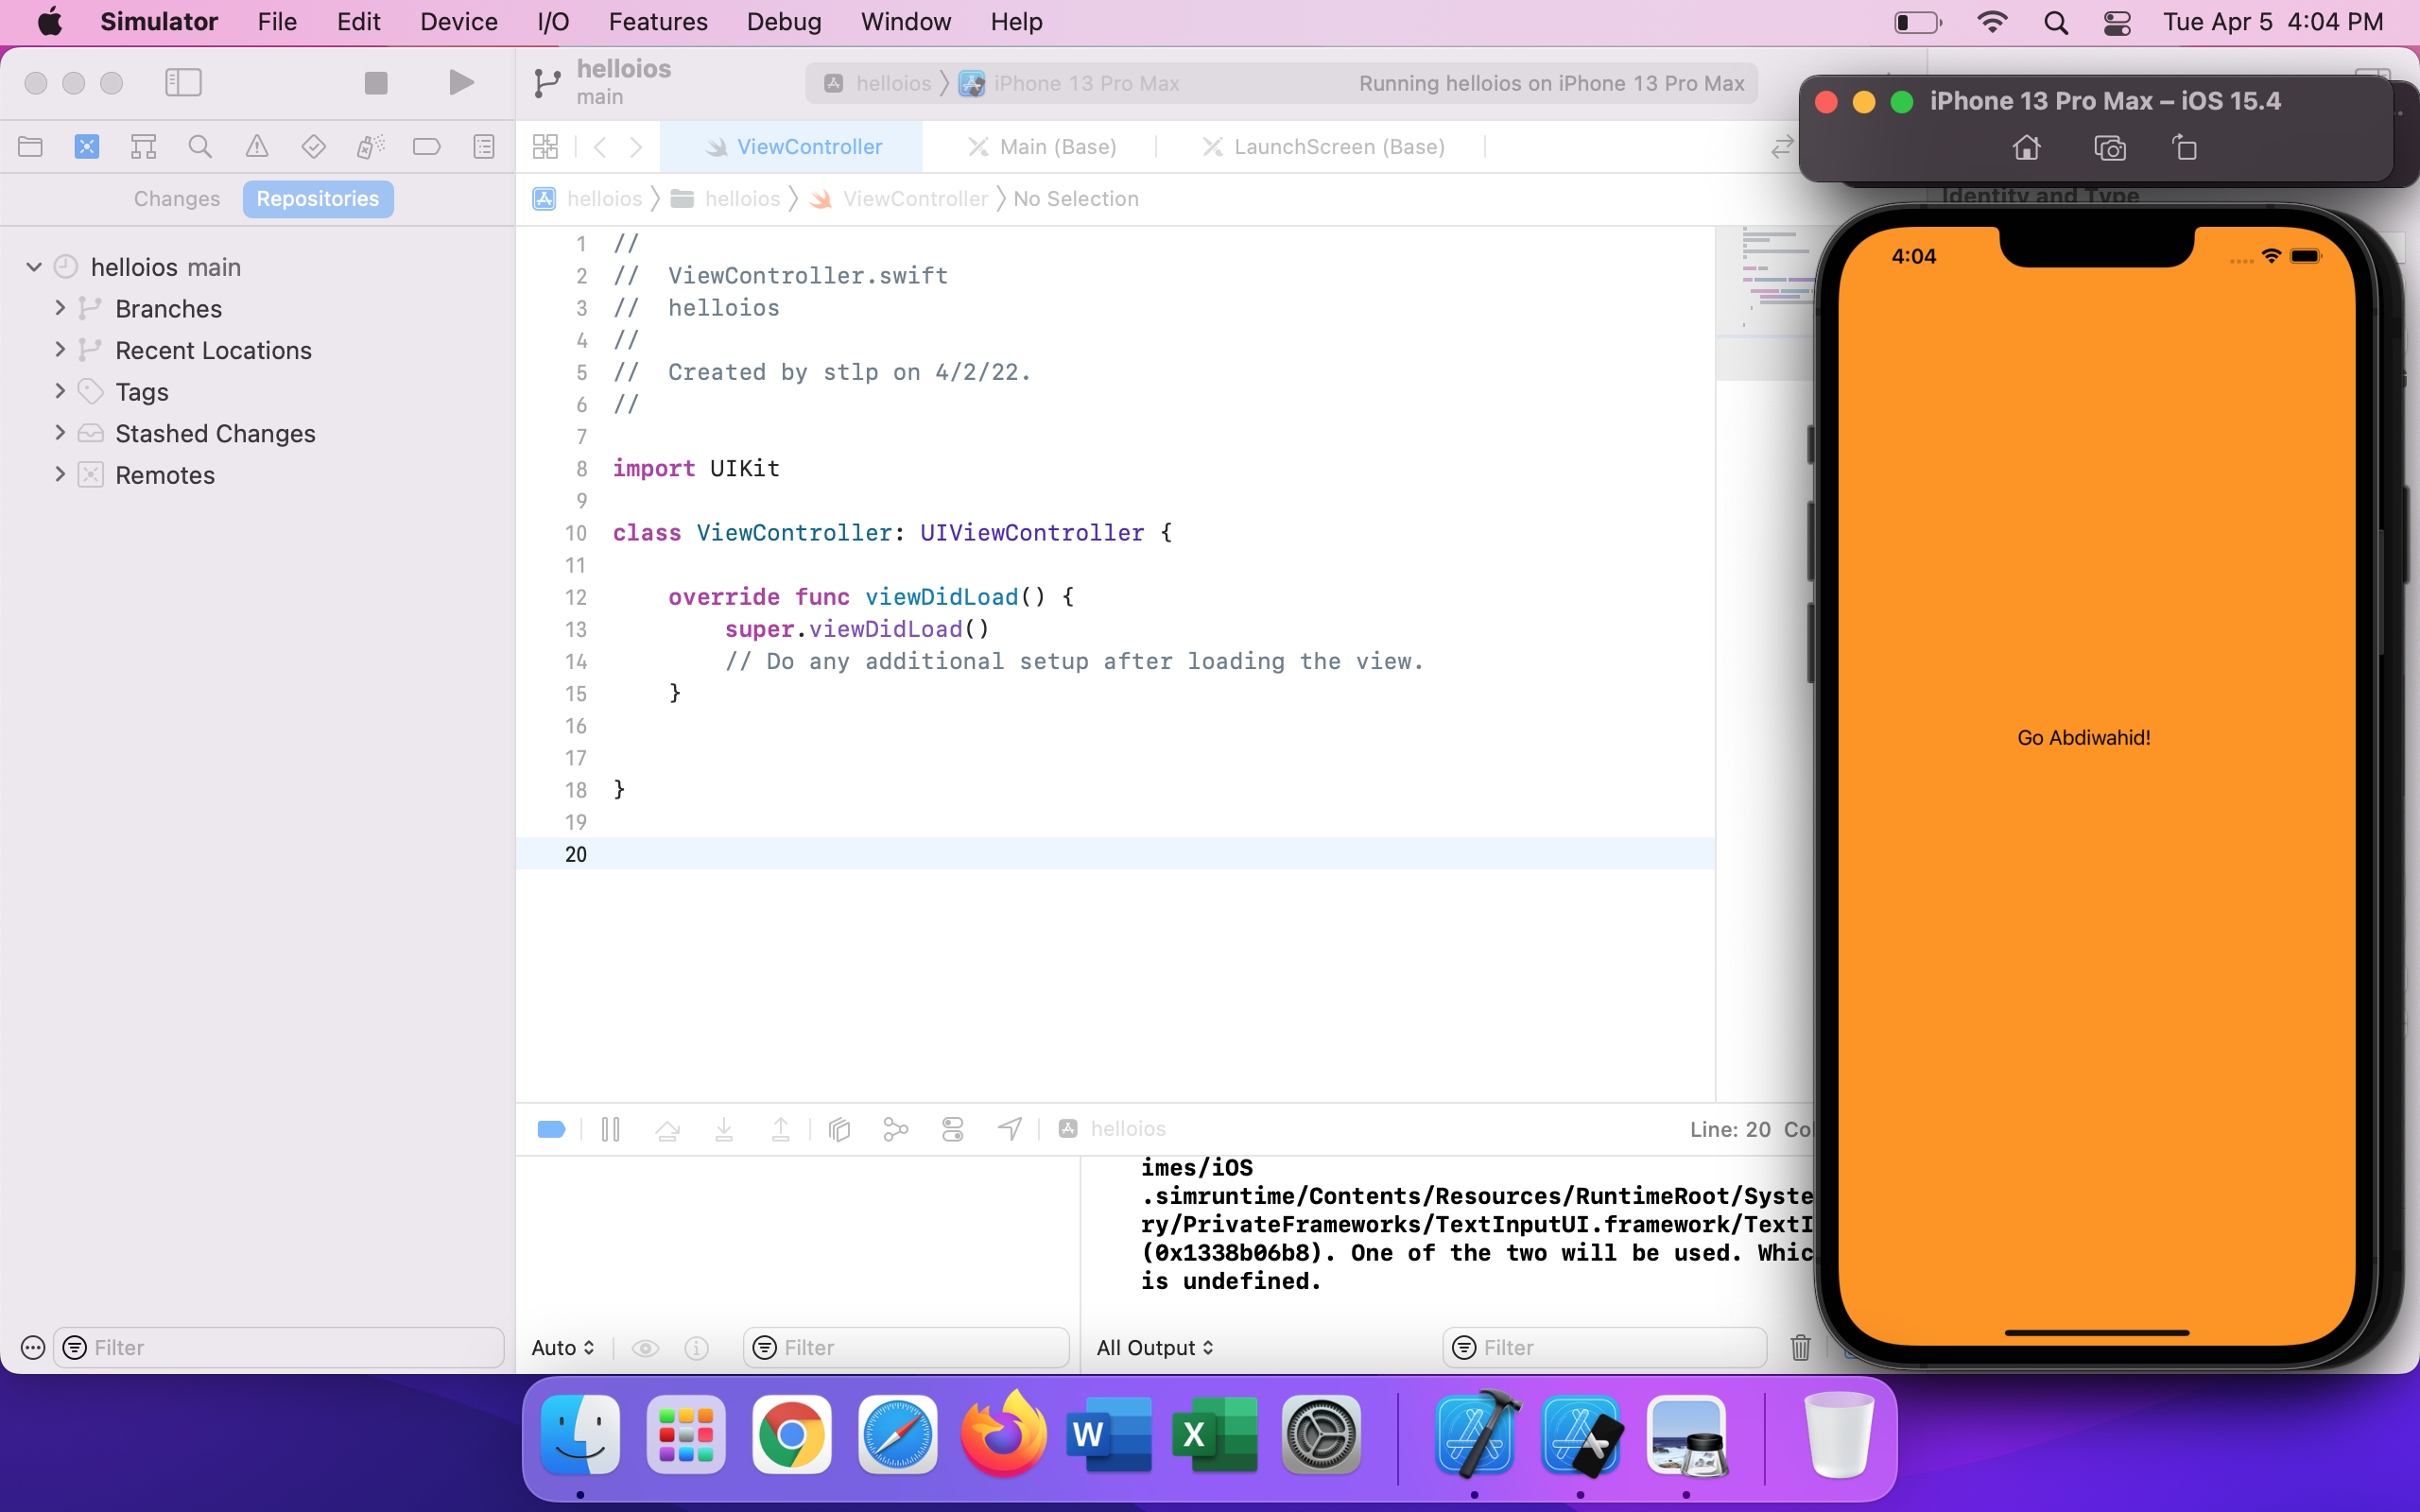 Simulator File Edit Device I/O Features Debug Window Help Tue Apr 5 4:04 PM
helloios
main
helloios iPhone 13 Pro Max Running helloios on iPhone 13 Pro Max
ViewController Main (Base) LaunchScreen (Base)
Changes Repositories
helloios helloios ViewController No Selection
helloios main
Branches
Recent Locations
Tags
Stashed Changes
Remotes
Filter
1 //
2 //  ViewController.swift
3 //  helloios
4 //
5 //  Created by stlp on 4/2/22.
6 //
7
8 import UIKit
9
10 class ViewController: UIViewController {
11
12     override func viewDidLoad() {
13         super.viewDidLoad()
14         // Do any additional setup after loading the view.
15     }
16
17
18 }
19
20
helloios Line: 20 Co
imes/iOS
.simruntime/Contents/Resources/RuntimeRoot/Syste
ry/PrivateFrameworks/TextInputUI.framework/TextI
(0x1338b06b8). One of the two will be used. Whic
is undefined.
Auto Filter All Output Filter
iPhone 13 Pro Max – iOS 15.4
Identity and Type
4:04
Go Abdiwahid!
W X